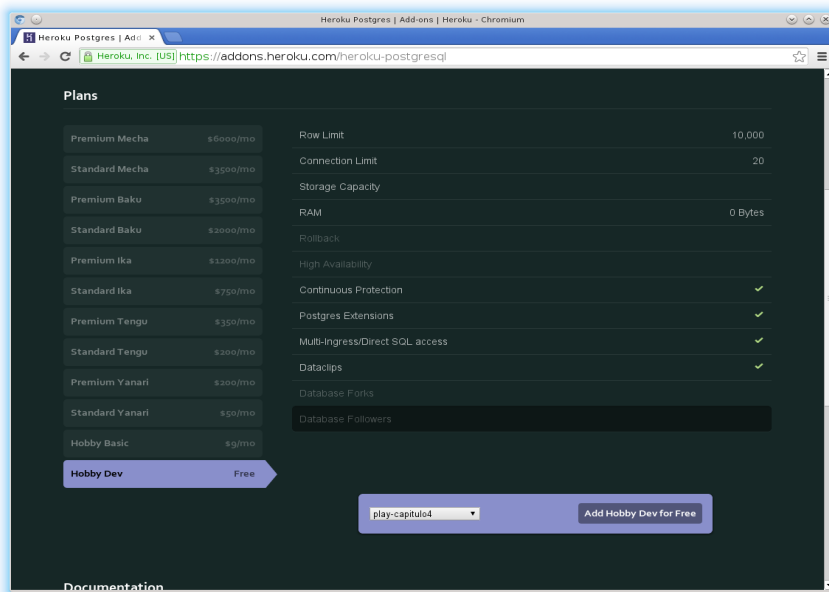 Heroku Postgres | Add-ons | Heroku - Chromium
Heroku Postgres | Add
Heroku, Inc. [US] https://addons.heroku.com/heroku-postgresql
Plans
Premium Mecha $6000/mo
Standard Mecha $3500/mo
Premium Baku $3500/mo
Standard Baku $2000/mo
Premium Ika $1200/mo
Standard Ika $750/mo
Premium Tengu $350/mo
Standard Tengu $200/mo
Premium Yanari $200/mo
Standard Yanari $50/mo
Hobby Basic $9/mo
Hobby Dev Free
Row Limit 10,000
Connection Limit 20
Storage Capacity
RAM 0 Bytes
Rollback
High Availability
Continuous Protection
Postgres Extensions
Multi-Ingress/Direct SQL access
Dataclips
Database Forks
Database Followers
play-capitulo4
Add Hobby Dev for Free
Documentation